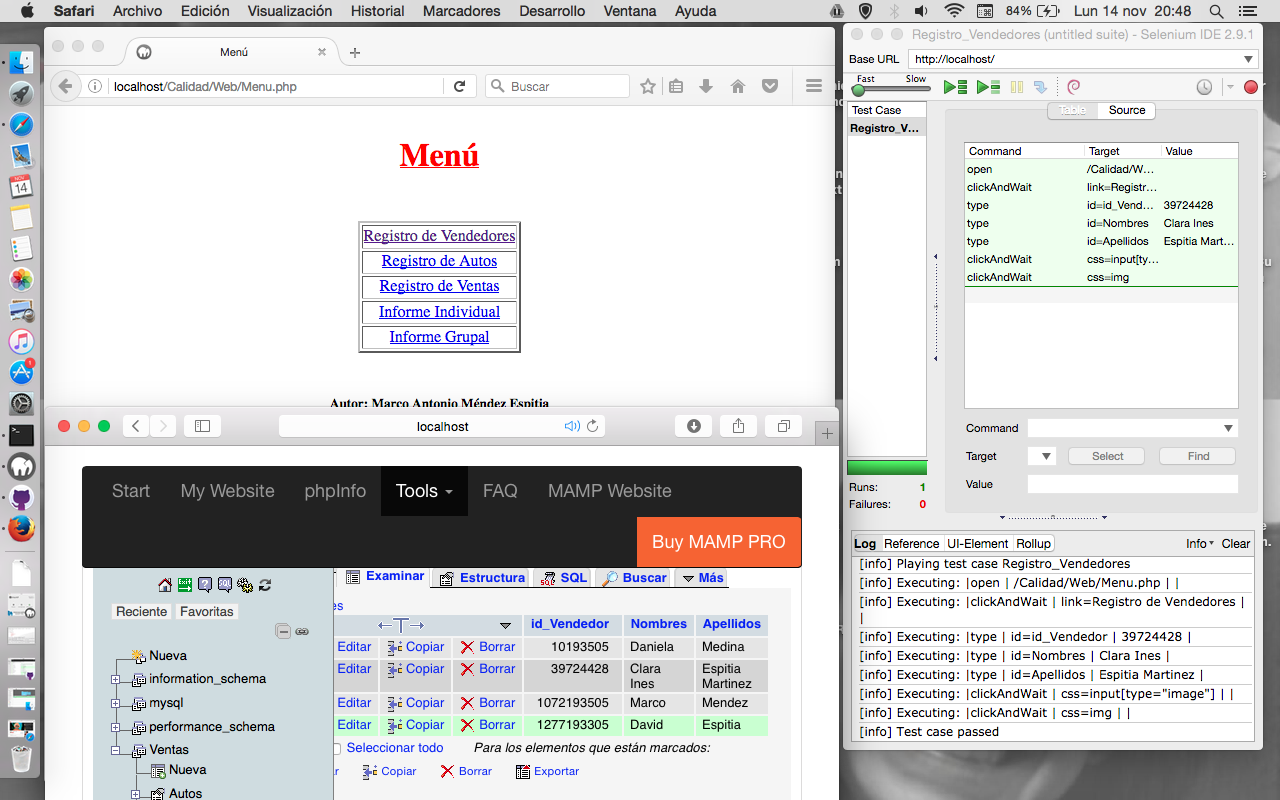 Safari Archivo Edición Visualización Historial Marcadores Desarrollo Ventana Ayuda 84% Lun 14 nov 20:48
Menú
localhost/Calidad/Web/Menu.php
Buscar
Menú
Registro de Vendedores
Registro de Autos
Registro de Ventas
Informe Individual
Informe Grupal
Autor: Marco Antonio Méndez Espitia
localhost
Start My Website phpInfo Tools FAQ MAMP Website
Buy MAMP PRO
Reciente Favoritas
Nueva
information_schema
mysql
performance_schema
Ventas
Nueva
Autos
Examinar Estructura SQL Buscar Más
es
id_Vendedor Nombres Apellidos
Editar Copiar Borrar 10193505 Daniela Medina
Editar Copiar Borrar 39724428 Clara Ines Espitia Martinez
Editar Copiar Borrar 1072193505 Marco Mendez
Editar Copiar Borrar 1277193305 David Espitia
Seleccionar todo Para los elementos que están marcados:
Copiar Borrar Exportar
Registro_Vendedores (untitled suite) - Selenium IDE 2.9.1
Base URL http://localhost/
Fast Slow
Test Case
Registro_V...
Table Source
Command Target Value
open /Calidad/W...
clickAndWait link=Registr...
type id=id_Vend... 39724428
type id=Nombres Clara Ines
type id=Apellidos Espitia Mart...
clickAndWait css=input[ty...
clickAndWait css=img
Command
Target Select Find
Value
Runs: 1
Failures: 0
Log Reference UI-Element Rollup Info Clear
[info] Playing test case Registro_Vendedores
[info] Executing: |open | /Calidad/Web/Menu.php | |
[info] Executing: |clickAndWait | link=Registro de Vendedores |
|
[info] Executing: |type | id=id_Vendedor | 39724428 |
[info] Executing: |type | id=Nombres | Clara Ines |
[info] Executing: |type | id=Apellidos | Espitia Martinez |
[info] Executing: |clickAndWait | css=input[type="image"] | |
[info] Executing: |clickAndWait | css=img | |
[info] Test case passed